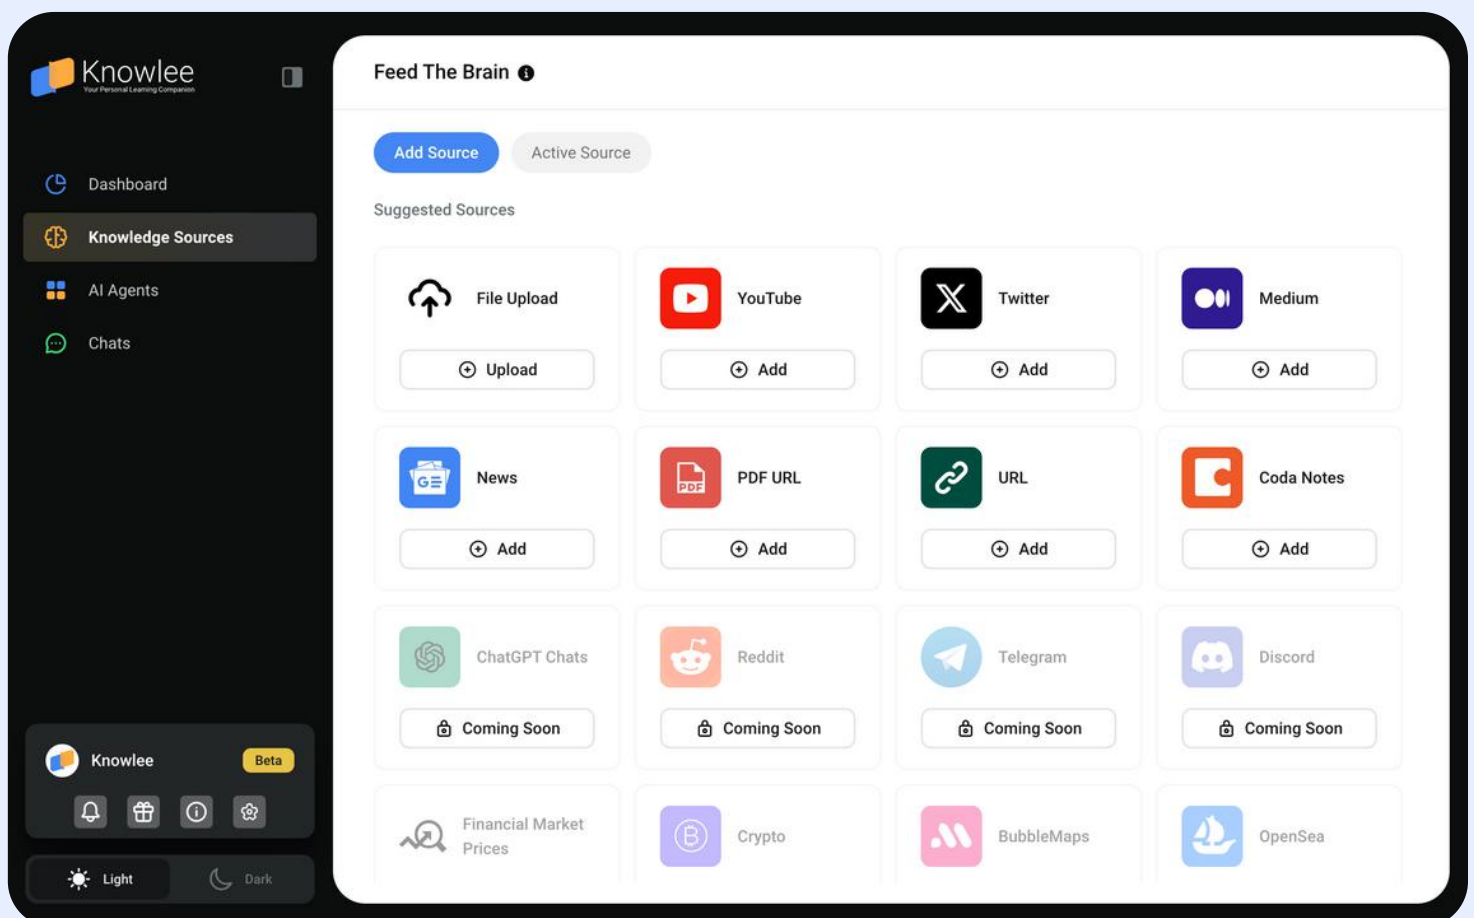 Knowlee
Your Personal Learning Companion
Dashboard
Knowledge Sources
AI Agents
Chats
Knowlee
Beta
Light
Dark
Feed The Brain
Add Source
Active Source
Suggested Sources
File Upload
Upload
YouTube
Add
Twitter
Add
Medium
Add
News
Add
PDF
PDF URL
Add
URL
Add
Coda Notes
Add
ChatGPT Chats
Coming Soon
Reddit
Coming Soon
Telegram
Coming Soon
Discord
Coming Soon
Financial Market
Prices
Crypto
BubbleMaps
OpenSea